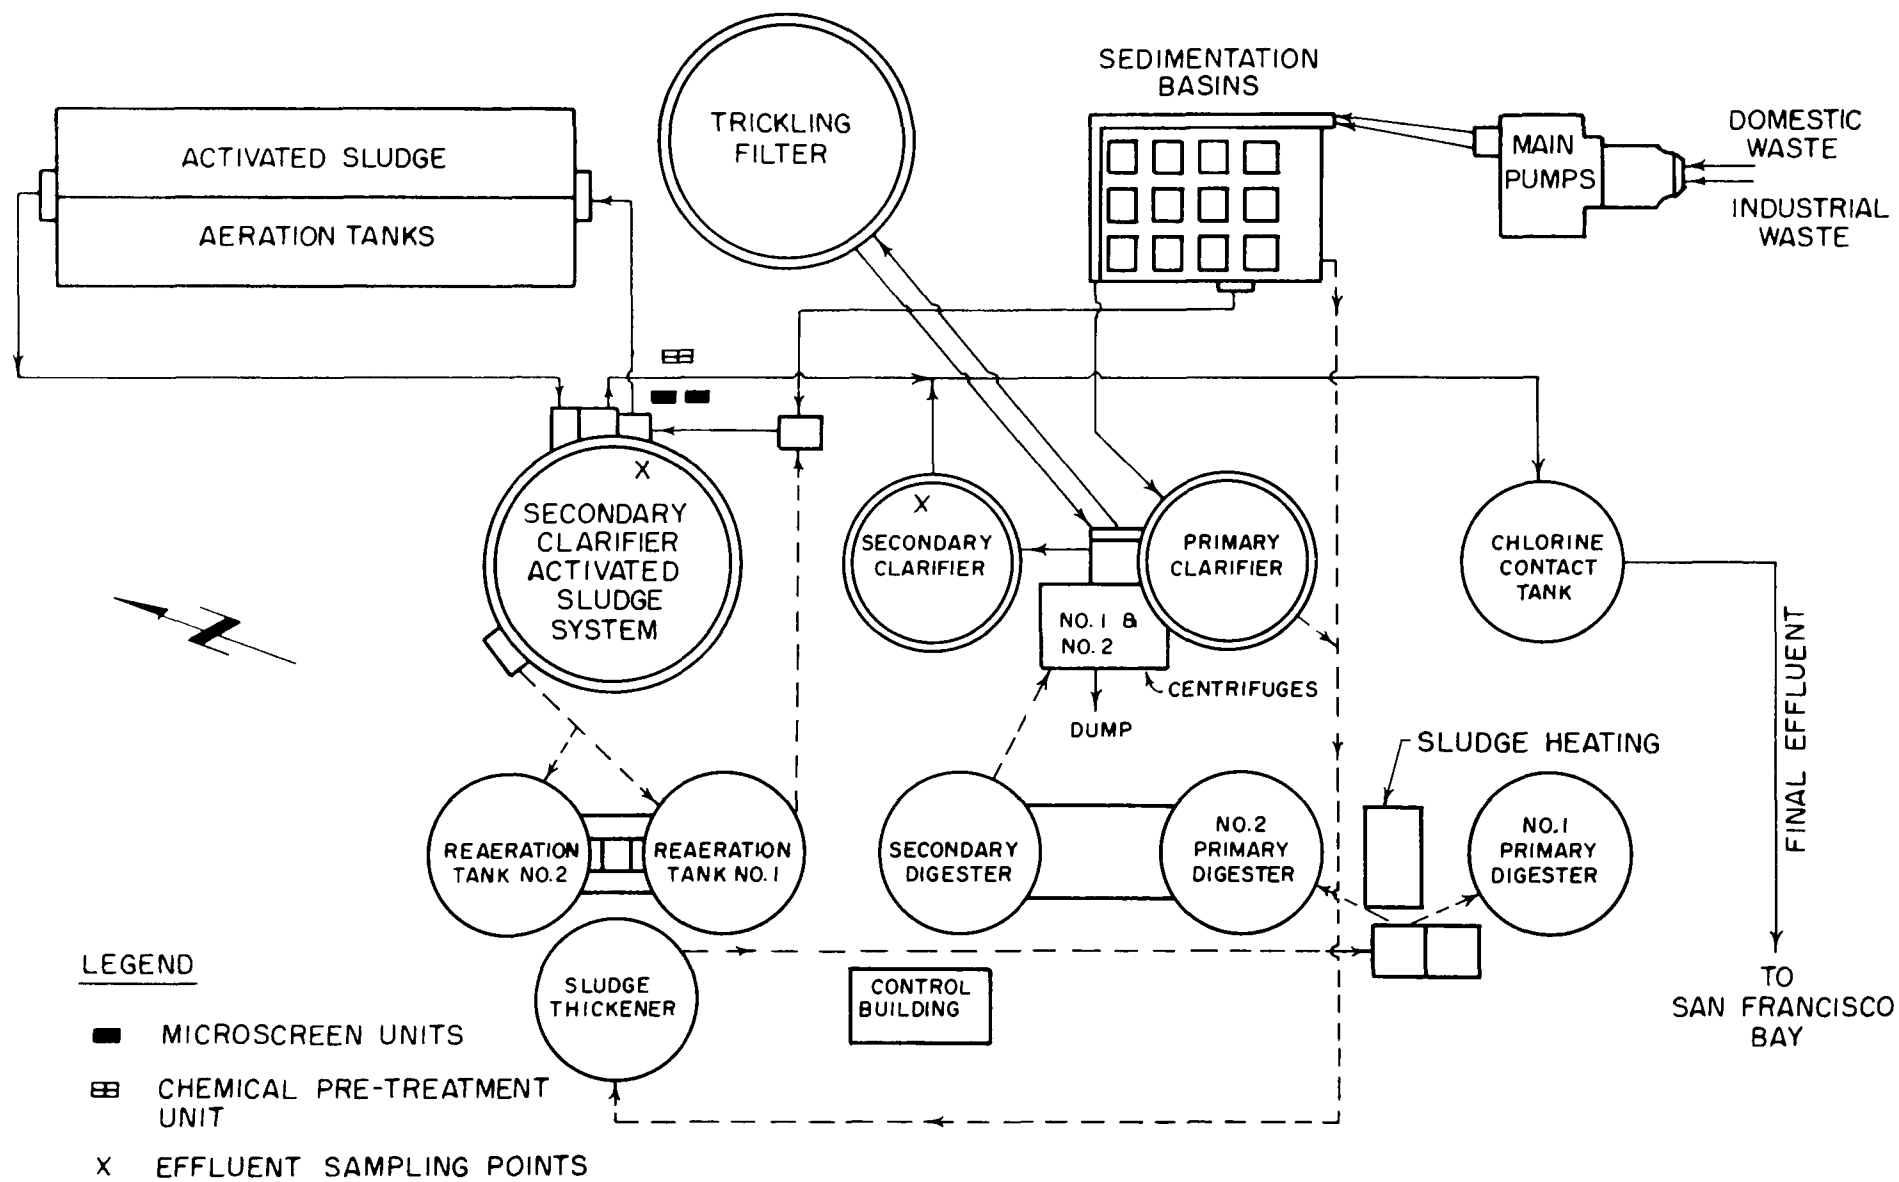 SEDIMENTATION
BASINS
TRICKLING
FILTER
DOMESTIC
WASTE
MAIN
PUMPS
INDUSTRIAL
WASTE
ACTIVATED SLUDGE
AERATION TANKS
X
SECONDARY
CLARIFIER
ACTIVATED
SLUDGE
SYSTEM
X
SECONDARY
CLARIFIER
PRIMARY
CLARIFIER
CHLORINE
CONTACT
TANK
NO. 1 &
NO. 2
CENTRIFUGES
DUMP
SLUDGE HEATING
FINAL EFFLUENT
REAERATION
TANK NO. 2
REAERATION
TANK NO. 1
SECONDARY
DIGESTER
NO. 2
PRIMARY
DIGESTER
NO. 1
PRIMARY
DIGESTER
SLUDGE
THICKENER
CONTROL
BUILDING
TO
SAN FRANCISCO
BAY
LEGEND
MICROSCREEN UNITS
CHEMICAL PRE-TREATMENT
UNIT
X EFFLUENT SAMPLING POINTS